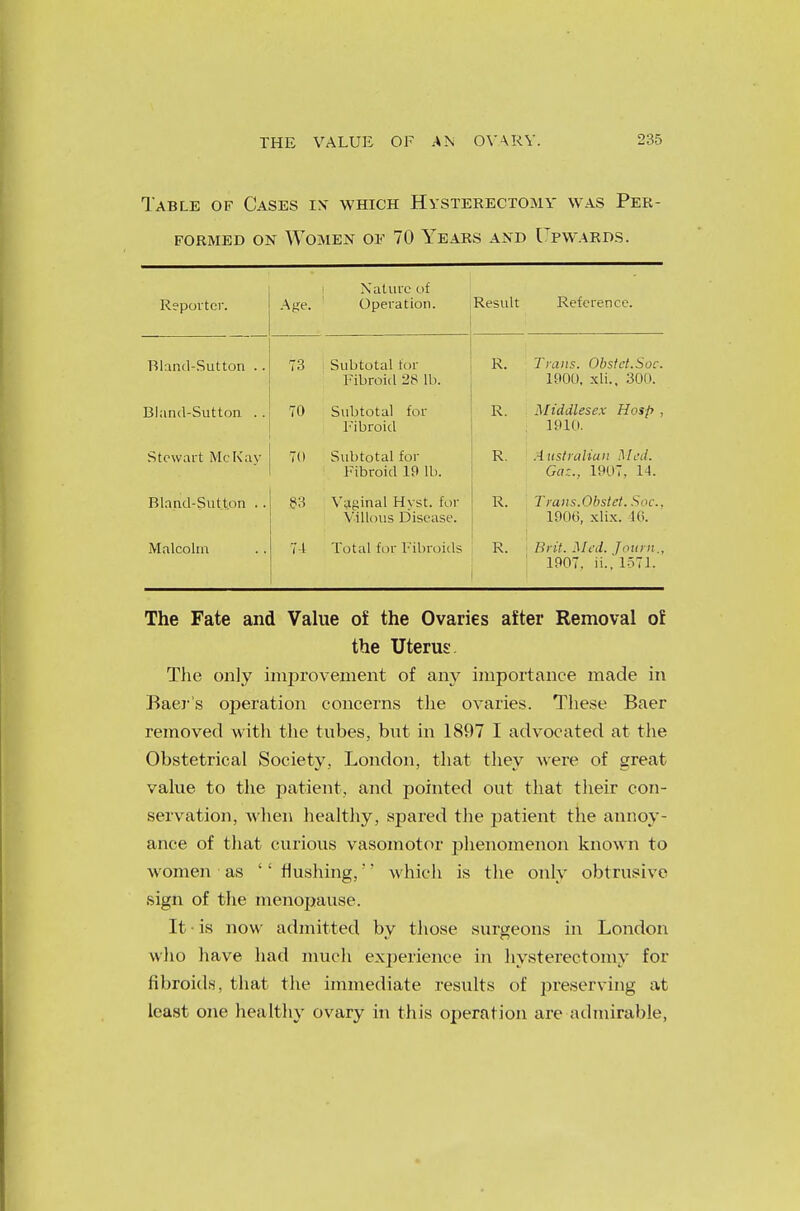 THE VALUE OF AN OVARY. 235
TABLE OF CASES IN WHICH HYSTERECTOMY WAS PER-
FORMED ON WOMEN OF 70 YEARS AND UPWARDS.
Reporter. Age. Nature of Operation. Result Reference.
Bland-Sutton .. 73 Subtotal for R. Trans. Obstet. Soc.
Fibroid 28 lb. 1900, xli., 300.
Bland-Sutton .. 70 Subtotal for R. Middlesex Hosp ,
Fibroid 1910.
Stewart McKay 70 Subtotal for R. Australian Med.
Fibroid 19 lb. Gaz., 1907, 14.
Bland-Sutton .. 83 Vaginal Hyst. for R. Trans. Obstet. Soc.,
Villous Disease. 1906, xlix. 46.
Malcolm .. 74 Total for Fibroids R. Brit. Med. Journ.,
1907, ii., 1571.
The Fate and Value of the Ovaries after Removal of
the Uterus.
The only improvement of any importance made in
Baer's operation concerns the ovaries. These Baer
removed with the tubes, but in 1897 I advocated at the
Obstetrical Society, London, that they were of great
value to the patient, and pointed out that their con-
servation, when healthy, spared the patient the annoy-
ance of that curious vasomotor phenomenon known to
women as “flushing,” which is the only obtrusive
sign of the menopause.
It is now admitted by those surgeons in London
who have had much experience in hysterectomy for
fibroids, that the immediate results of preserving at
least one healthy ovary in this operation are admirable,